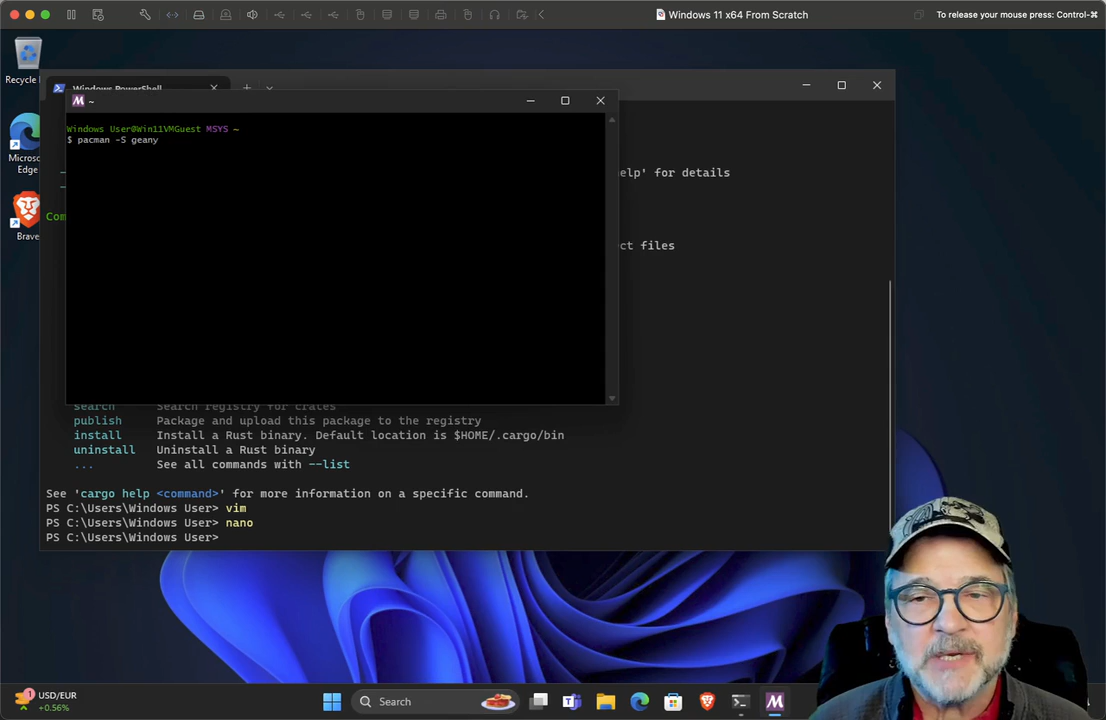 Windows 11 x64 From Scratch
To release your mouse press: Control-⌘
Recycle
Windows PowerShell
~
Windows User@Win11VMGuest MSYS ~
$ pacman -S geany
Microso
Edge
elp' for details
Brave
Com
ct files
search Search registry for crates
publish Package and upload this package to the registry
install Install a Rust binary. Default location is $HOME/.cargo/bin
uninstall Uninstall a Rust binary
... See all commands with --list
See 'cargo help <command>' for more information on a specific command.
PS C:\Users\Windows User> vim
PS C:\Users\Windows User> nano
PS C:\Users\Windows User>
1
USD/EUR
+0.56%
Search